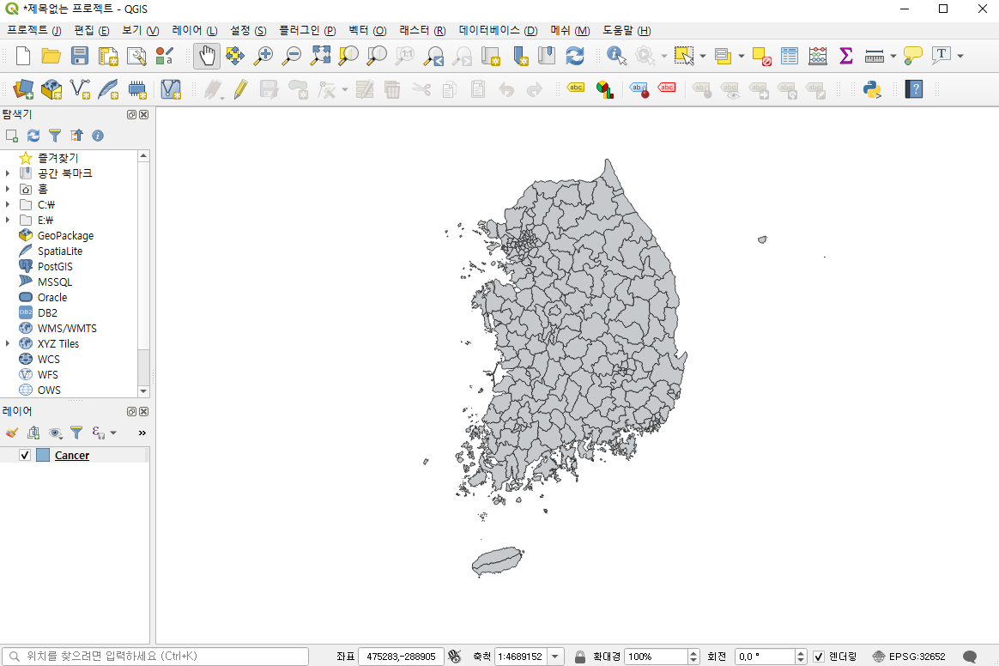 *제목없는 프로젝트 - QGIS
프로젝트 (J) 편집 (E) 보기 (V) 레이어 (L) 설정 (S) 플러그인 (P) 벡터 (O) 래스터 (R) 데이터베이스 (D) 메쉬 (M) 도움말 (H)
탐색기
즐겨찾기
공간 북마크
홈
C:₩
E:₩
GeoPackage
SpatiaLite
PostGIS
MSSQL
Oracle
DB2
WMS/WMTS
XYZ Tiles
WCS
WFS
OWS
레이어
Cancer
위치를 찾으려면 입력하세요 (Ctrl+K) 좌표 475283,-288905 축척 1:4689152 확대경 100% 회전 0,0 ° 렌더링 EPSG:32652